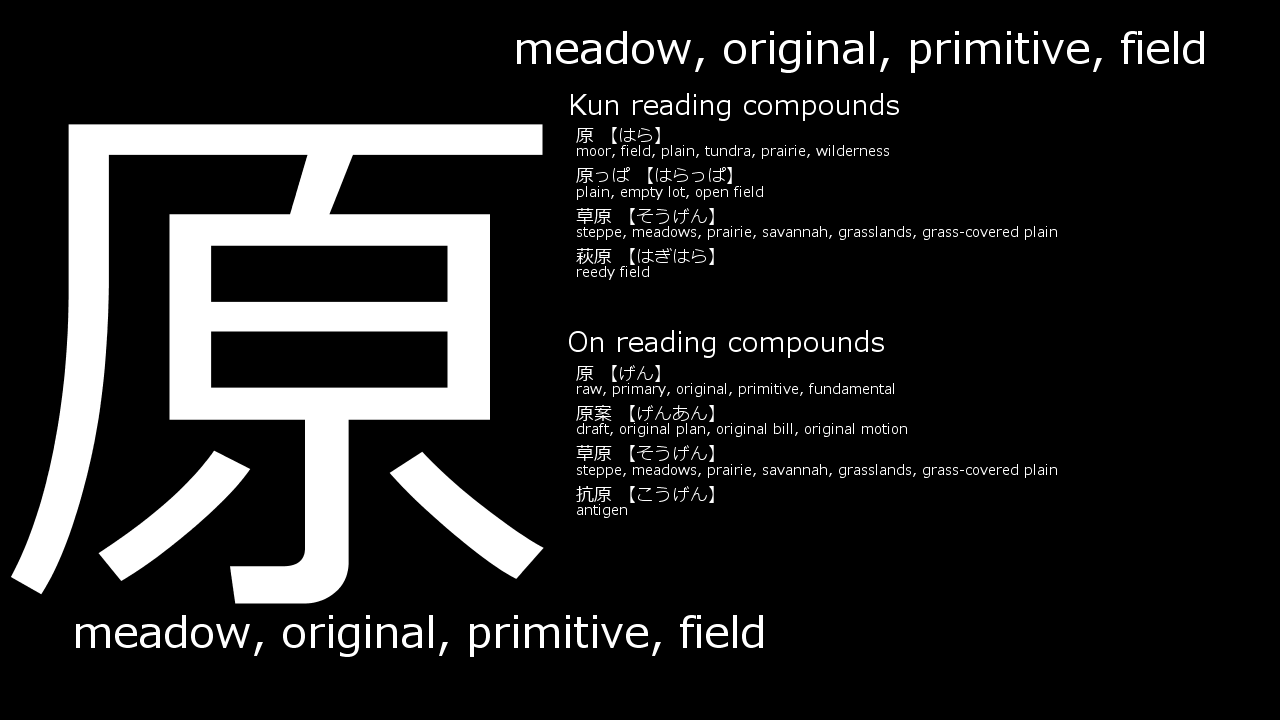 meadow, original, primitive, field
原
Kun reading compounds
原 【はら】
moor, field, plain, tundra, prairie, wilderness
原っぱ 【はらっぱ】
plain, empty lot, open field
草原 【そうげん】
steppe, meadows, prairie, savannah, grasslands, grass-covered plain
萩原 【はぎはら】
reedy field
On reading compounds
原 【げん】
raw, primary, original, primitive, fundamental
原案 【げんあん】
draft, original plan, original bill, original motion
草原 【そうげん】
steppe, meadows, prairie, savannah, grasslands, grass-covered plain
抗原 【こうげん】
antigen
meadow, original, primitive, field